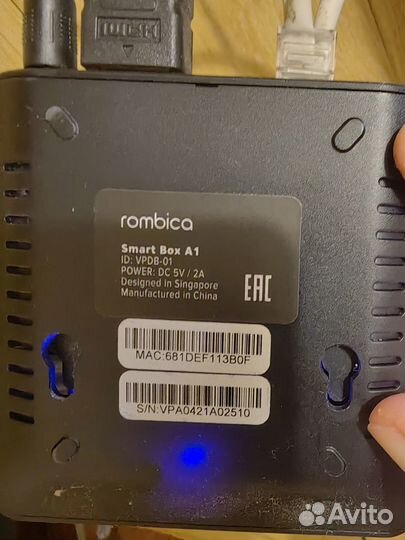 HDMI
rombica
Smart Box A1
ID: VPDB-01
POWER: DC 5V / 2A
Designed in Singapore
Manufactured in China
EAC
MAC:681DEF113B0F
S/N:VPA0421A02510
Avito